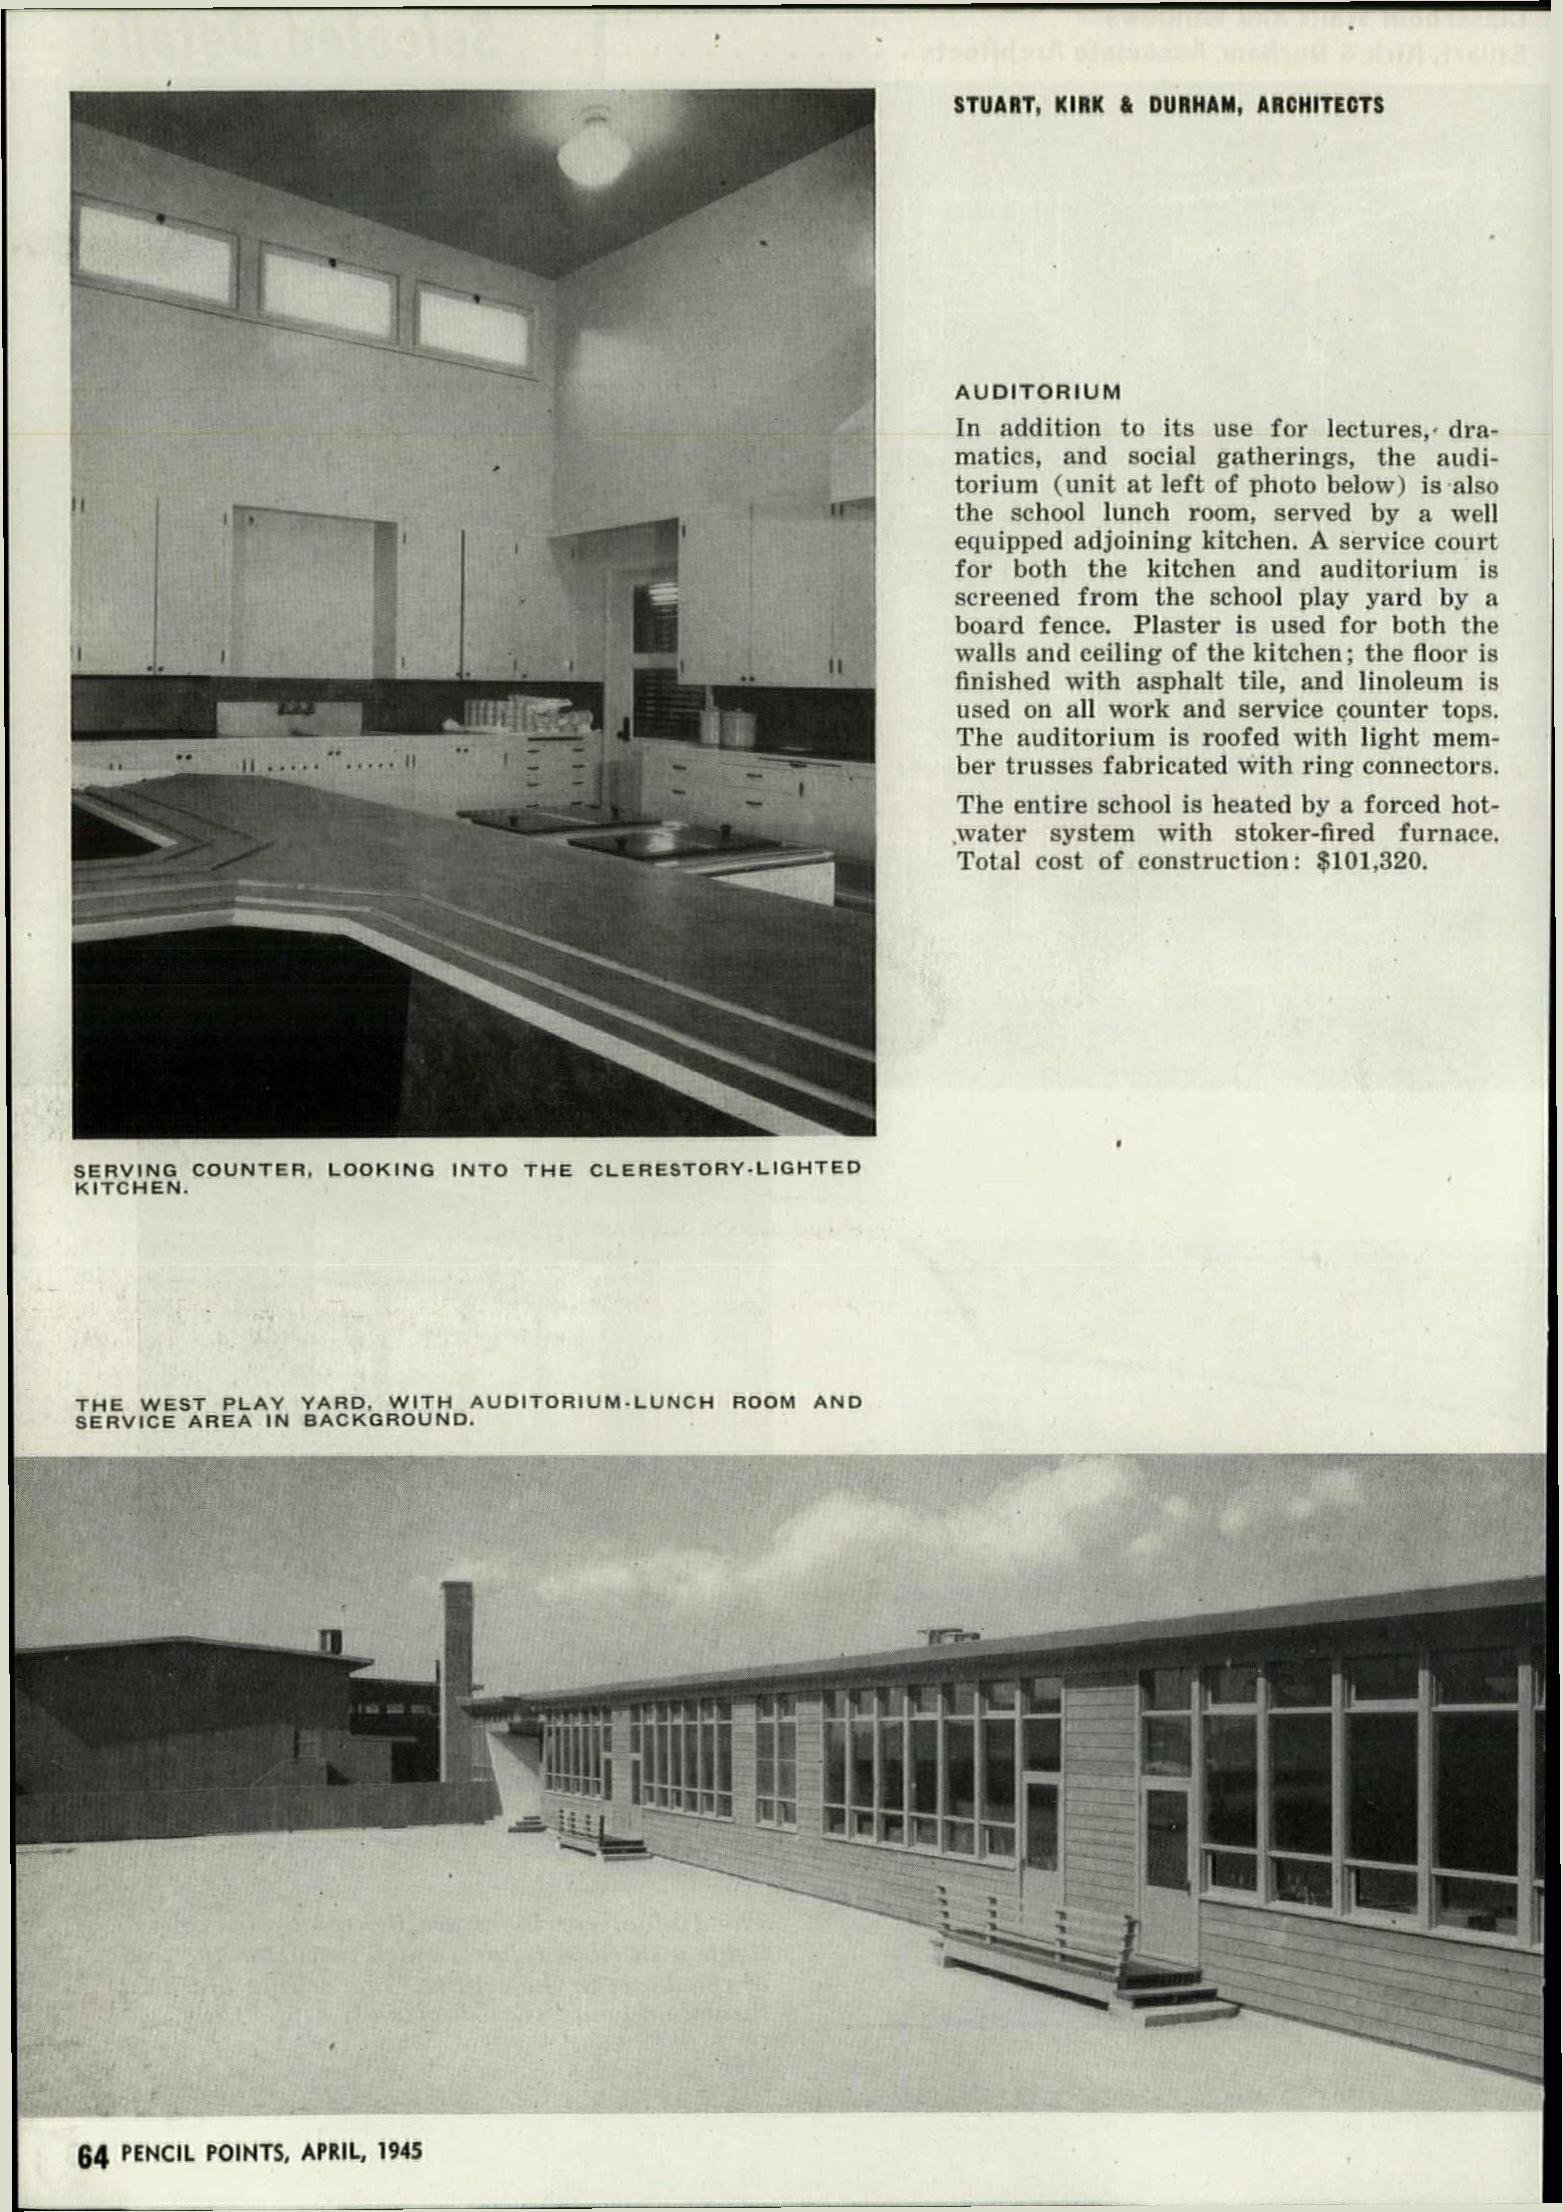 STUART, KIRK & DURHAM, ARCHITECTS
AUDITORIUM
In addition to its use for lectures, dra-
matics, and social gatherings, the audi-
torium (unit at left of photo below) is also
the school lunch room, served by a well
equipped adjoining kitchen. A service court
for both the kitchen and auditorium is
screened from the school play yard by a
board fence. Plaster is used for both the
walls and ceiling of the kitchen; the floor is
finished with asphalt tile, and linoleum is
used on all work and service counter tops.
The auditorium is roofed with light mem-
ber trusses fabricated with ring connectors.
The entire school is heated by a forced hot-
water system with stoker-fired furnace.
Total cost of construction: $101,320.
SERVING COUNTER, LOOKING INTO THE CLERESTORY-LIGHTED
KITCHEN.
THE WEST PLAY YARD, WITH AUDITORIUM-LUNCH ROOM AND
SERVICE AREA IN BACKGROUND.
64 PENCIL POINTS, APRIL, 1945